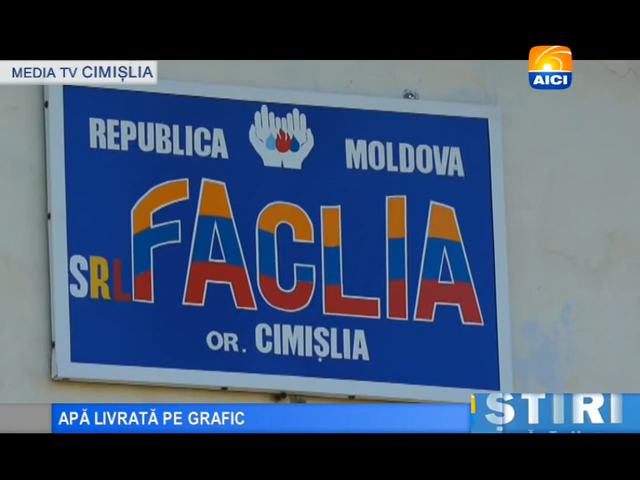 MEDIA TV CIMIȘLIA
AICI
REPUBLICA MOLDOVA
SRL FACLIA
OR. CIMIȘLIA
APĂ LIVRATĂ PE GRAFIC
ȘTIRI